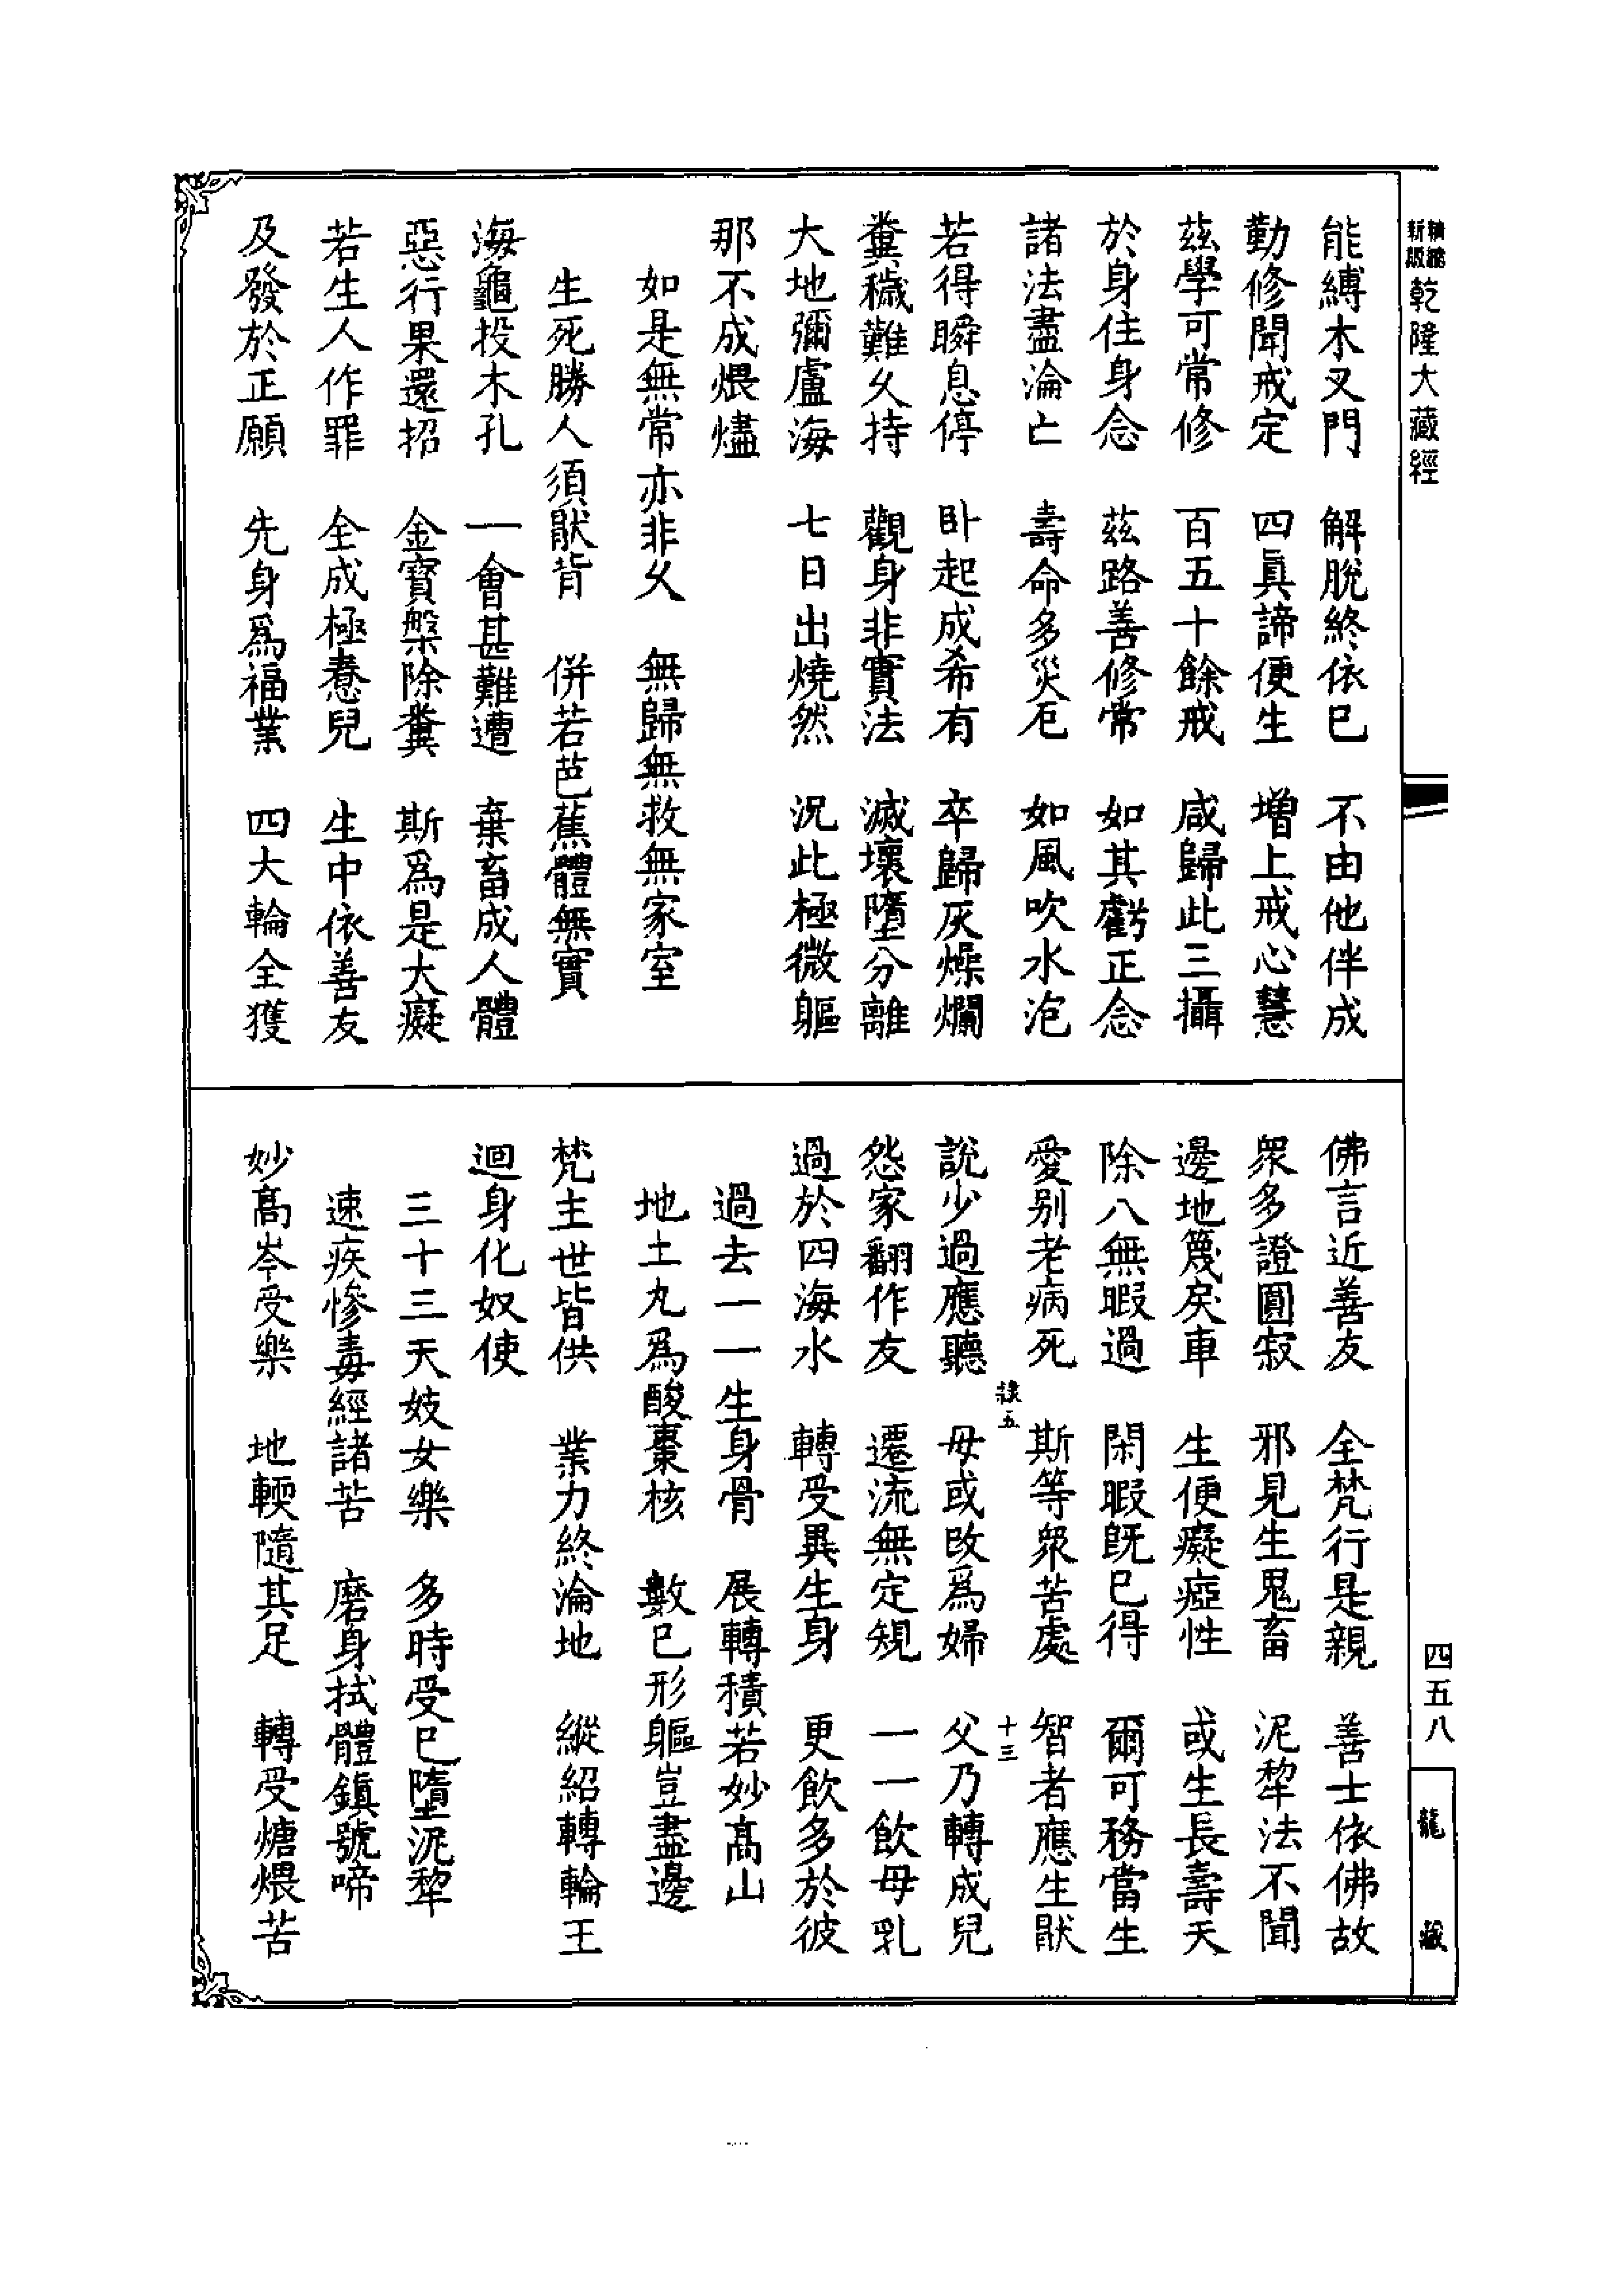 精縮
新版
乾隆大藏經
能縛木叉門　解脫終依巳　不由他伴成
勤修聞戒定　四眞諦便生　增上戒心慧
茲學可常修　百五十餘戒　咸歸此三攝
於身住身念　茲路善修常　如其虧正念
諸法盡淪亡　壽命多災厄　如風吹水泡
若得瞬息停　卧起成希有　卒歸灰燥爛
糞穢難久持　觀身非實法　滅壞墮分離
大地彌盧海　七日出燒然　況此極微軀
那不成煨燼
如是無常亦非久　無歸無救無家室
生死勝人須厭背　併若芭蕉體無實
海龜投木孔　一會甚難遭　棄畜成人體
惡行果還招　金寶槃除糞　斯爲是大癡
若生人作罪　全成極惷兒　生中依善友
及發於正願　先身爲福業　四大輪全獲
佛言近善友　全梵行是親　善士依佛故
衆多證圓寂　邪見生鬼畜　泥犂法不聞
邊地篾戾車　生便癡瘂性　或生長壽天
除八無暇過　閑暇旣巳得　爾可務當生
愛別老病死　斯等衆苦處　智者應生厭
隸五　十三
說少過應聽　母或改爲婦　父乃轉成兒
怨家翻作友　遷流無定規　一一飲母乳
過於四海水　轉受異生身　更飲多於彼
過去一一生身骨　展轉積若妙高山
地土丸爲酸棗核　數巳形軀豈盡邊
梵主世皆供　業力終淪地　縱紹轉輪王
迴身化奴使
三十三天妓女樂　多時受巳墮泥犂
速疾慘毒經諸苦　磨身拭體鎭號啼
妙高岑受樂　地輭隨其足　轉受煻煨苦
四五八
龍藏